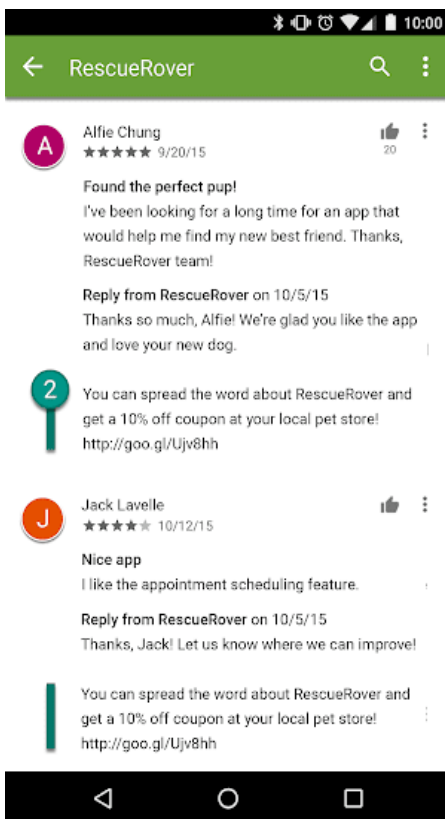 10:00
RescueRover
A
Alfie Chung
★★★★★ 9/20/15
20
Found the perfect pup!
I've been looking for a long time for an app that
would help me find my new best friend. Thanks,
RescueRover team!
Reply from RescueRover on 10/5/15
Thanks so much, Alfie! We're glad you like the app
and love your new dog.
2
You can spread the word about RescueRover and
get a 10% off coupon at your local pet store!
http://goo.gl/Ujv8hh
J
Jack Lavelle
★★★★★ 10/12/15
Nice app
I like the appointment scheduling feature.
Reply from RescueRover on 10/5/15
Thanks, Jack! Let us know where we can improve!
You can spread the word about RescueRover and
get a 10% off coupon at your local pet store!
http://goo.gl/Ujv8hh